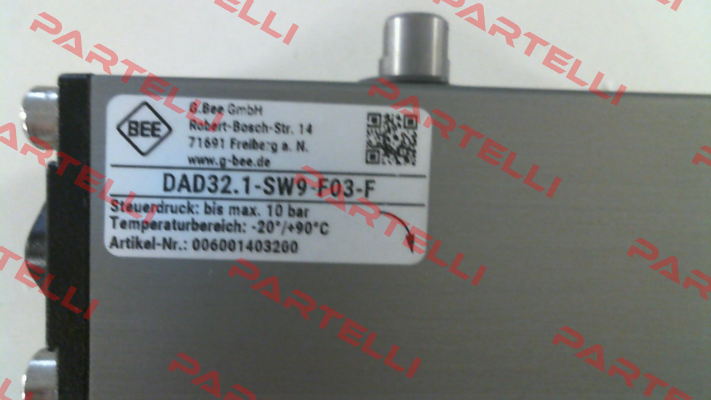 BEE
G.Bee GmbH
Robert-Bosch-Str. 14
71691 Freiberg a. N.
www.g-bee.de
DAD32.1-SW9-F03-F
Steuerdruck: bis max. 10 bar
Temperaturbereich: -20°/+90°C
Artikel-Nr.: 006001403200
PARTELLI
PARTELLI
PARTELLI
PARTELLI
PARTELLI
PARTELLI